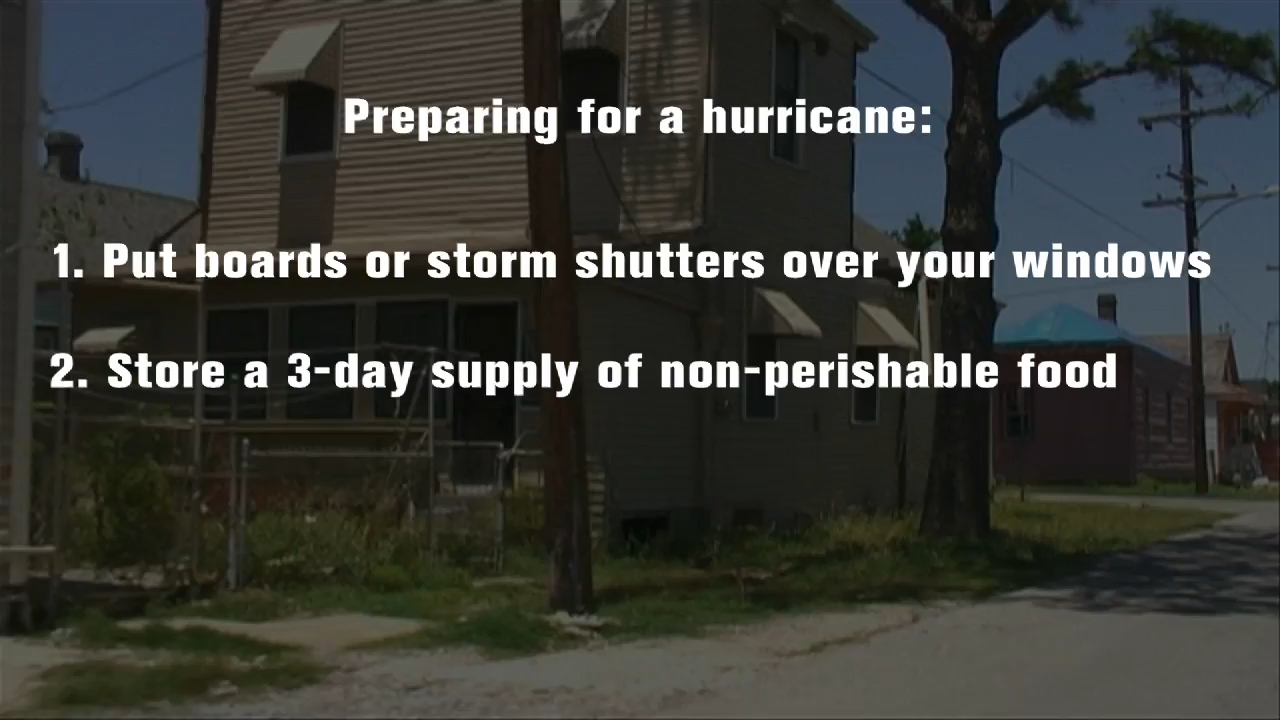 Preparing for a hurricane:
1. Put boards or storm shutters over your windows
2. Store a 3-day supply of non-perishable food